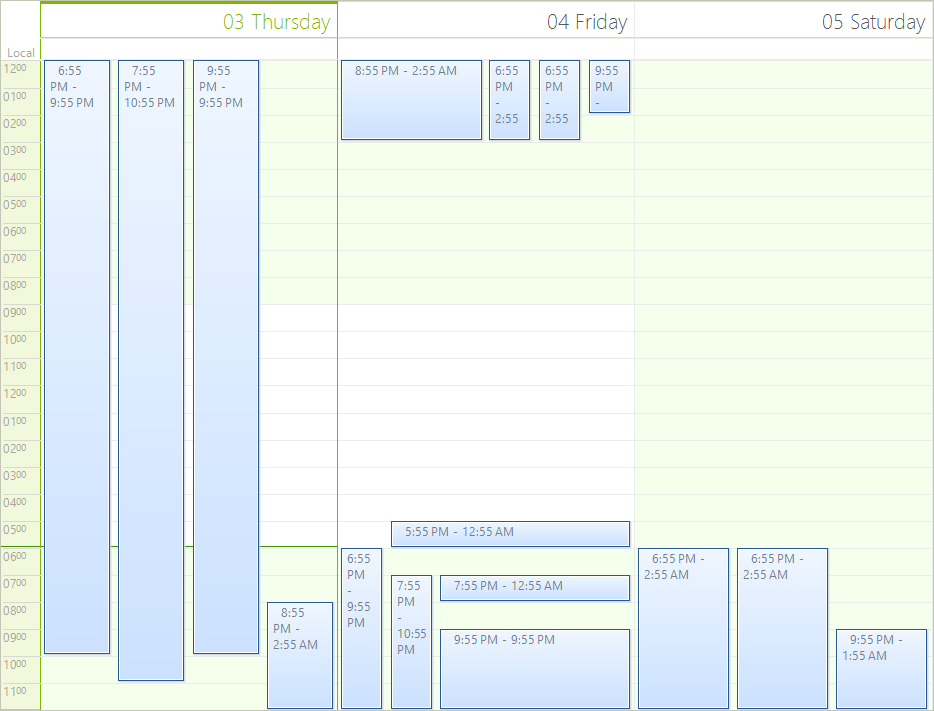 03 Thursday
04 Friday
05 Saturday
Local
12 00
01 00
02 00
03 00
04 00
05 00
06 00
07 00
08 00
09 00
10 00
11 00
12 00
01 00
02 00
03 00
04 00
05 00
06 00
07 00
08 00
09 00
10 00
11 00
6:55
PM -
9:55 PM
7:55
PM -
10:55 PM
9:55
PM -
9:55 PM
8:55
PM -
2:55 AM
8:55 PM - 2:55 AM
6:55
PM
-
2:55
6:55
PM
-
2:55
9:55
PM
-
5:55 PM - 12:55 AM
6:55
PM
-
9:55
PM
7:55
PM
-
10:55
PM
7:55 PM - 12:55 AM
9:55 PM - 9:55 PM
6:55 PM -
2:55 AM
6:55 PM -
2:55 AM
9:55 PM -
1:55 AM